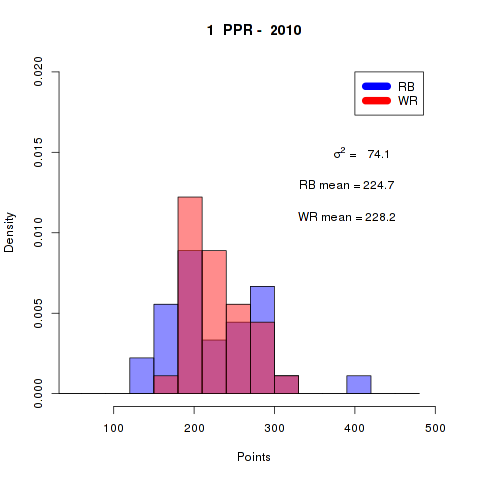 1 PPR - 2010
RB
WR
σ² = 74.1
RB mean = 224.7
WR mean = 228.2
Density
0.020
0.015
0.010
0.005
0.000
100 200 300 400 500
Points